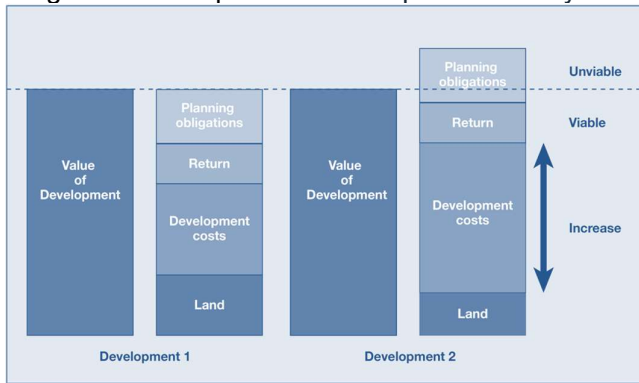 Value
of
Development
Planning
obligations
Return
Development
costs
Land
Development 1
Value
of
Development
Planning
obligations
Return
Development
costs
Land
Development 2
Unviable
Viable
Increase